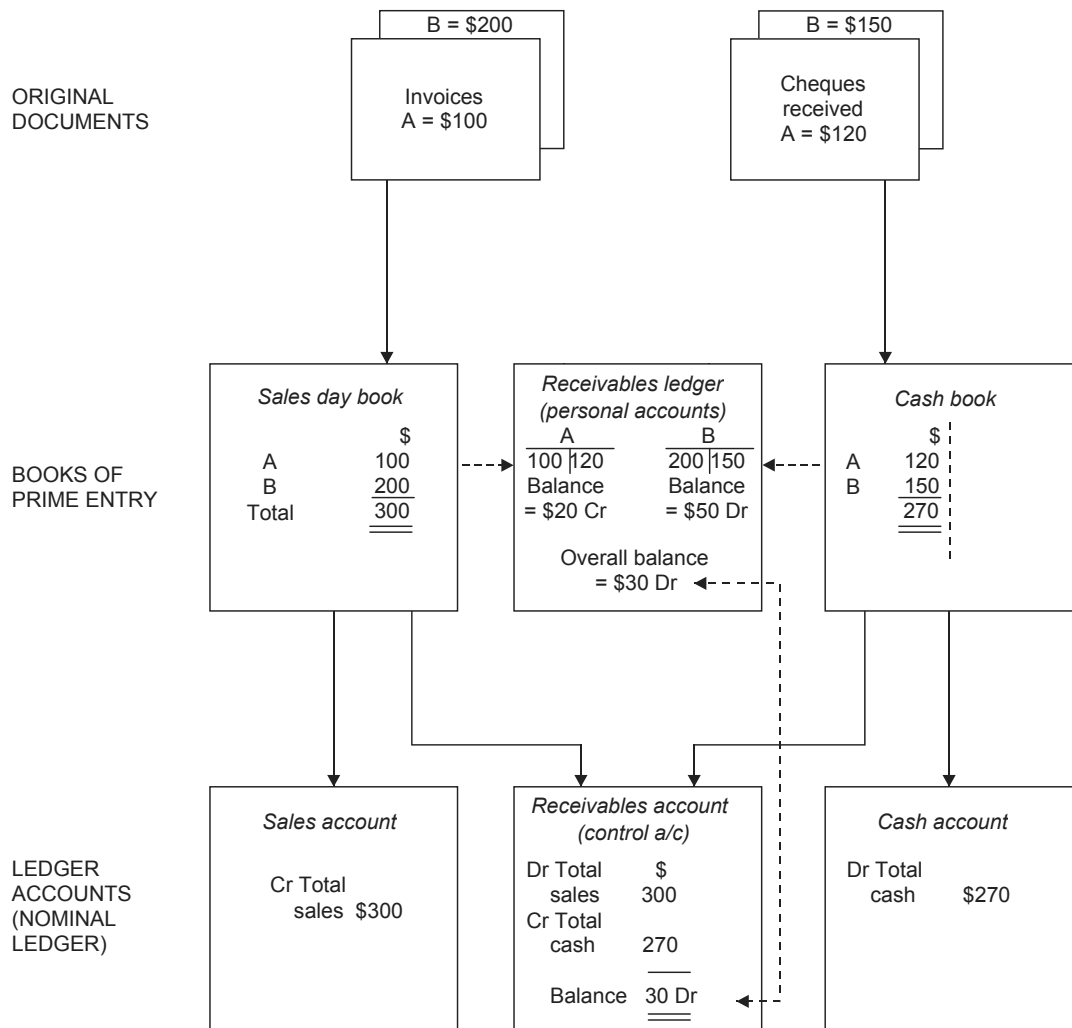 ORIGINAL
DOCUMENTS
B = $200
Invoices
A = $100
B = $150
Cheques
received
A = $120
BOOKS OF
PRIME ENTRY
Sales day book
$
A 100
B 200
Total 300
Receivables ledger
(personal accounts)
A B
100 120 200 150
Balance Balance
= $20 Cr = $50 Dr
Overall balance
= $30 Dr
Cash book
$
A 120
B 150
270
LEDGER
ACCOUNTS
(NOMINAL
LEDGER)
Sales account
Cr Total
sales $300
Receivables account
(control a/c)
Dr Total $
sales 300
Cr Total
cash 270
Balance 30 Dr
Cash account
Dr Total
cash $270